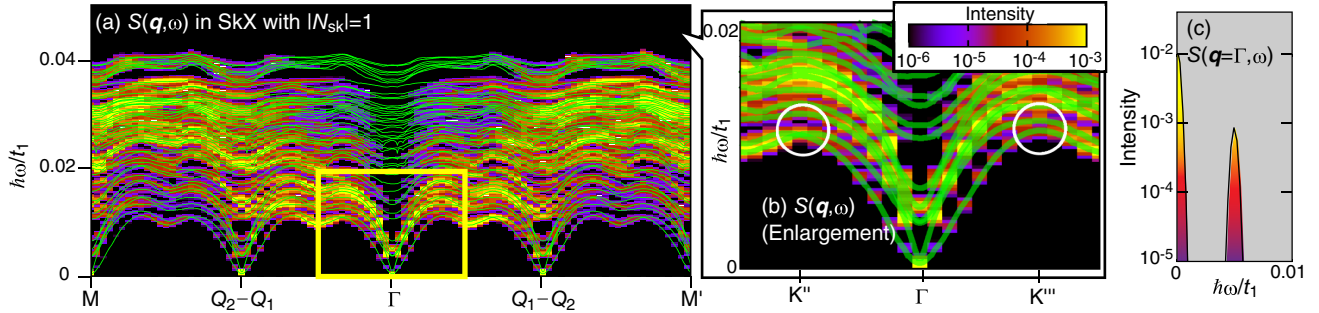 (a) S(q,ω) in SkX with |Nsk|=1
ħω/t₁
0.04
0.02
0
M
Q₂−Q₁
Γ
Q₁−Q₂
M'
ħω/t₁
0.02
0
Intensity
10⁻⁶
10⁻⁵
10⁻⁴
10⁻³
(b) S(q,ω)
(Enlargement)
K''
Γ
K'''
(c)
S(q=Γ,ω)
Intensity
10⁻²
10⁻³
10⁻⁴
10⁻⁵
0
0.01
ħω/t₁